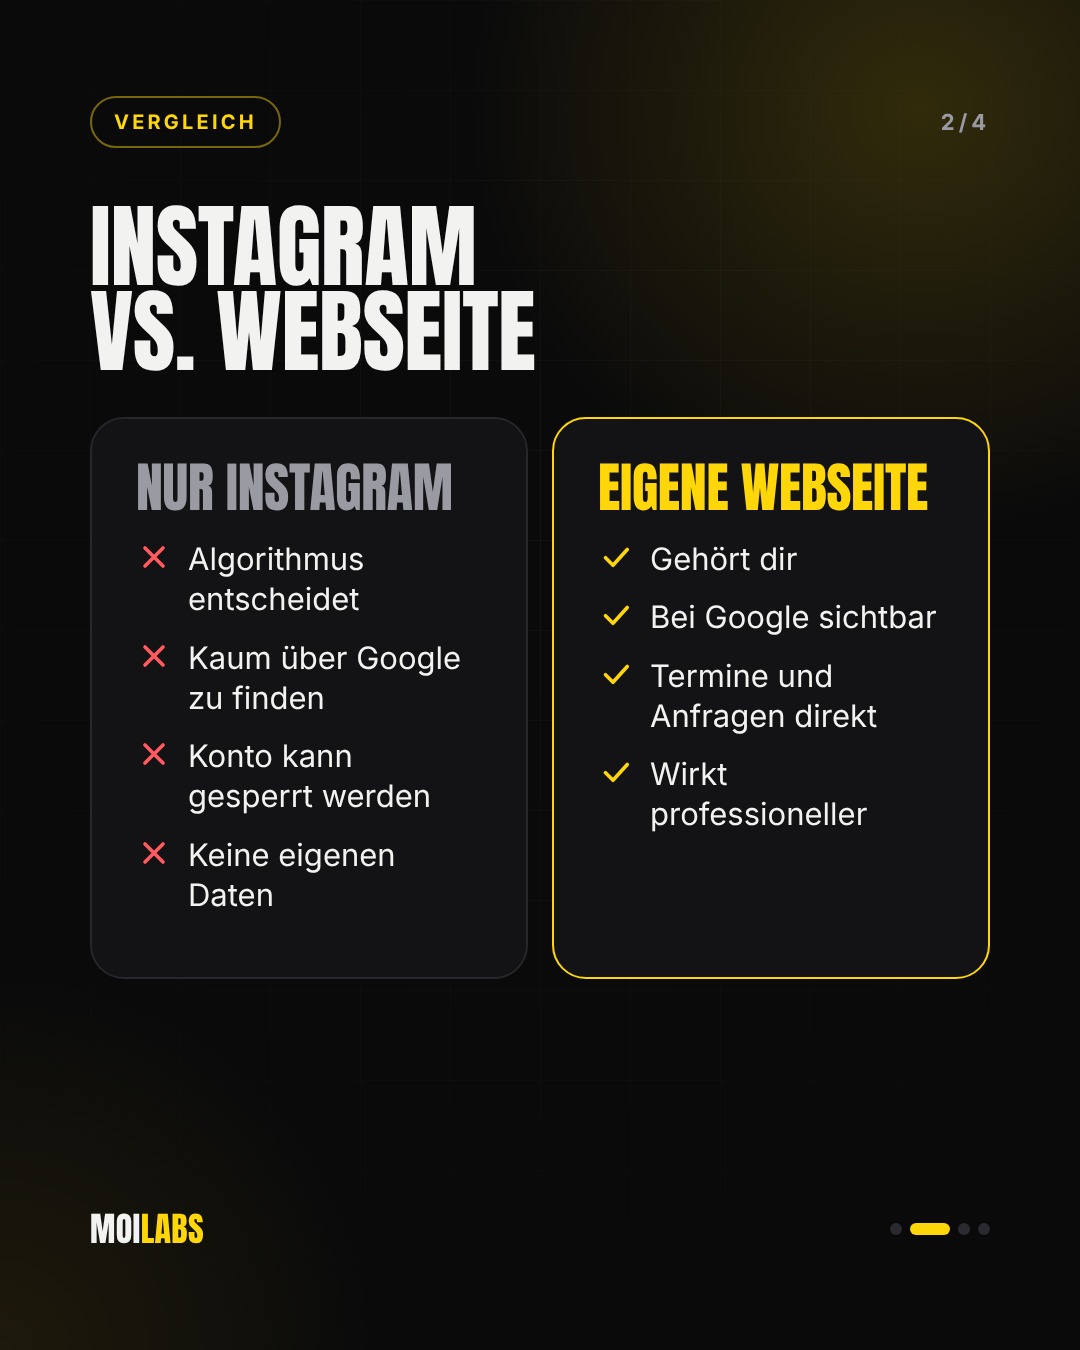 VERGLEICH
2/4
INSTAGRAM
VS. WEBSEITE
NUR INSTAGRAM
Algorithmus
entscheidet
Kaum über Google
zu finden
Konto kann
gesperrt werden
Keine eigenen
Daten
EIGENE WEBSEITE
Gehört dir
Bei Google sichtbar
Termine und
Anfragen direkt
Wirkt
professioneller
MOILABS